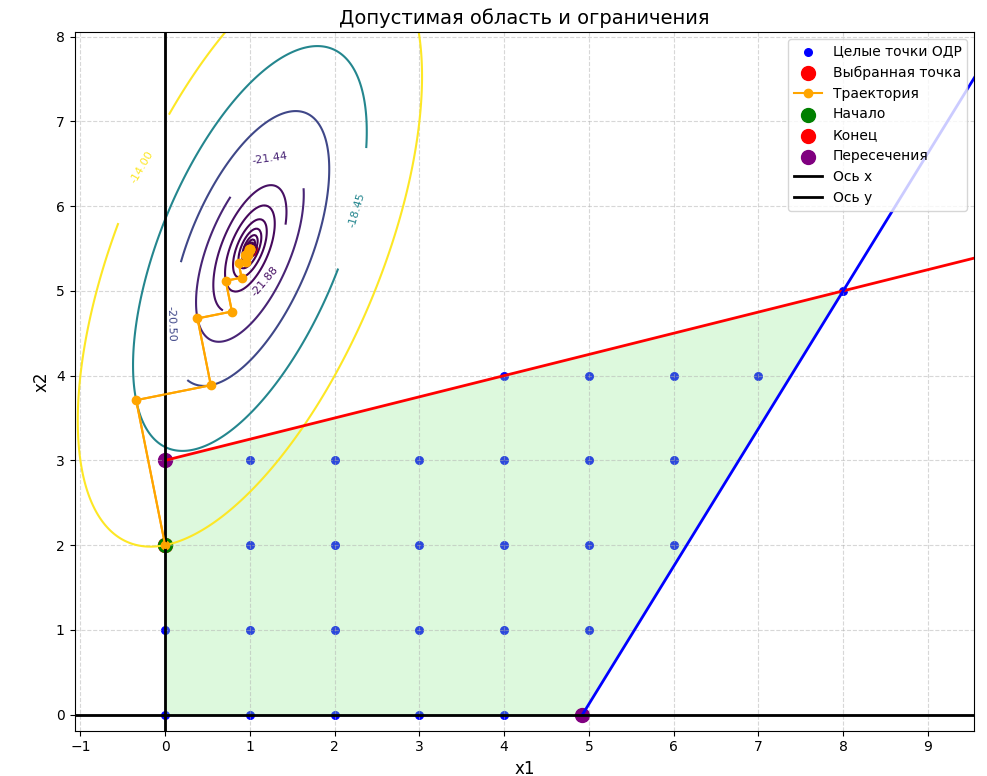 Допустимая область и ограничения
Целые точки ОДР
Выбранная точка
Траектория
Начало
Конец
Пересечения
Ось x
Ось y
-14.00
-21.44
-18.45
-21.88
-20.50
x2
8
7
6
5
4
3
2
1
0
−1 0 1 2 3 4 5 6 7 8 9
x1